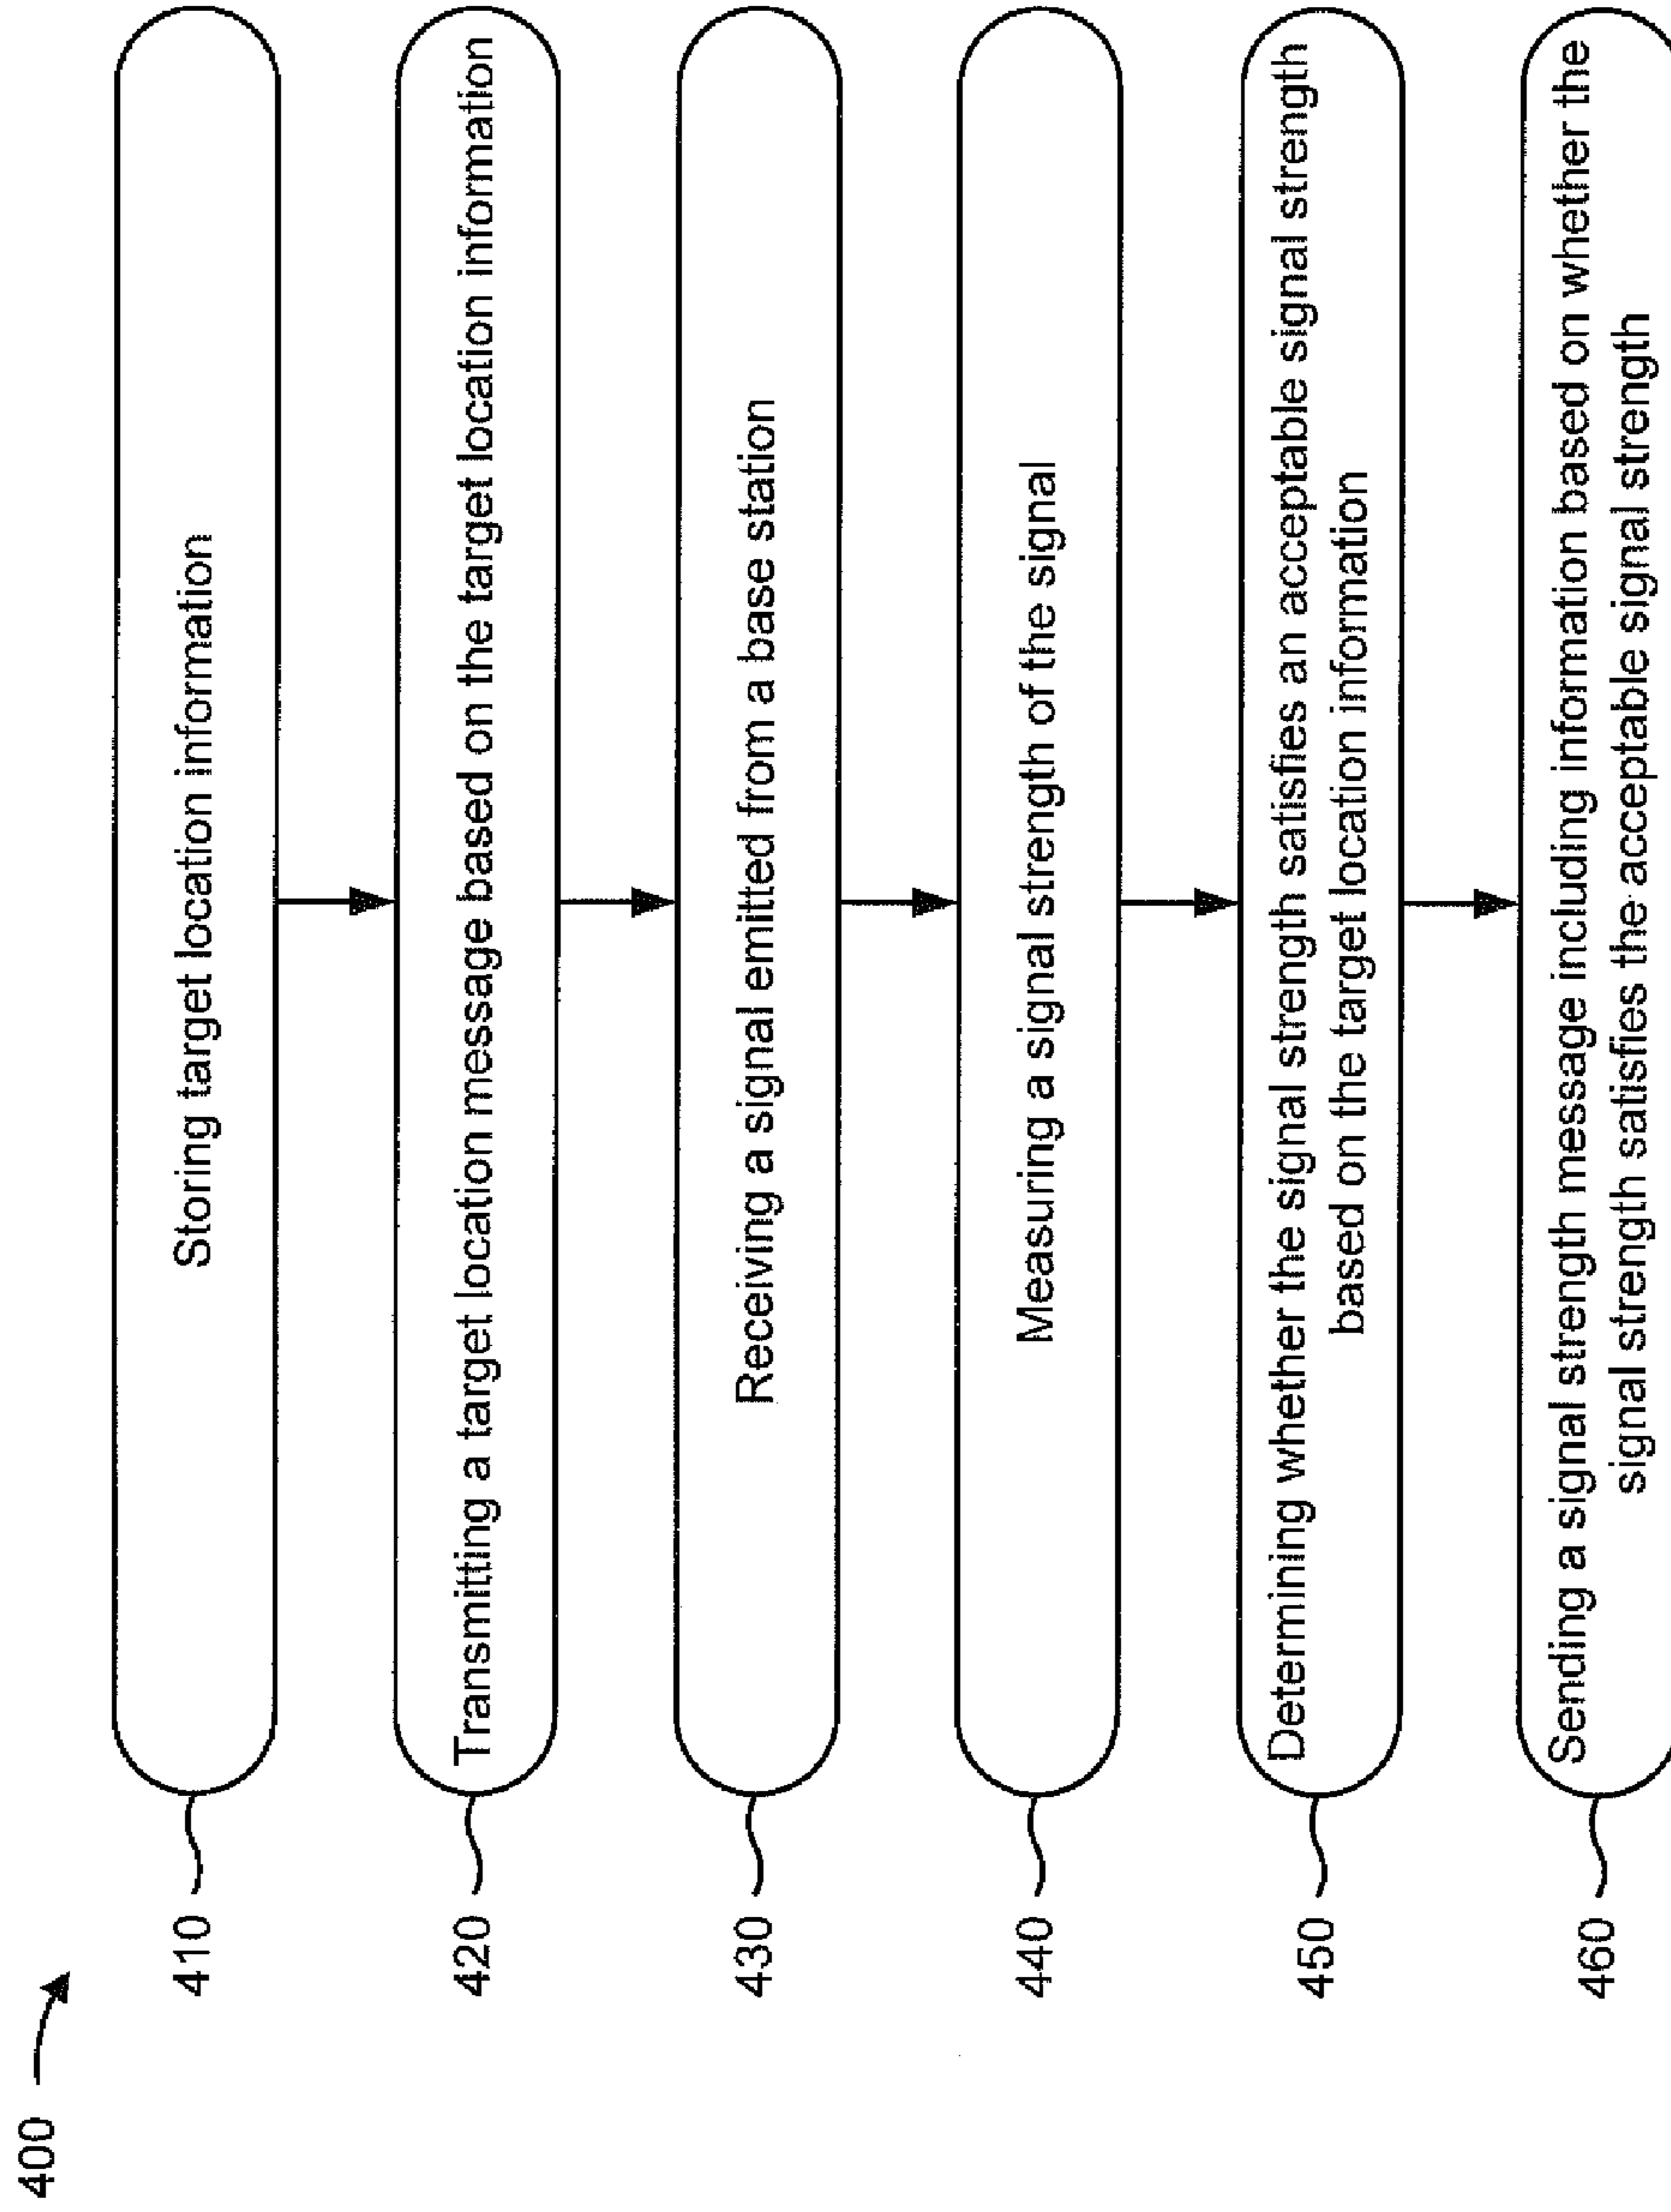 400
410
Storing target location information
420
Transmitting a target location message based on the target location information
430
Receiving a signal emitted from a base station
440
Measuring a signal strength of the signal
450
Determining whether the signal strength satisfies an acceptable signal strength
based on the target location information
460
Sending a signal strength message including information based on whether the
signal strength satisfies the acceptable signal strength